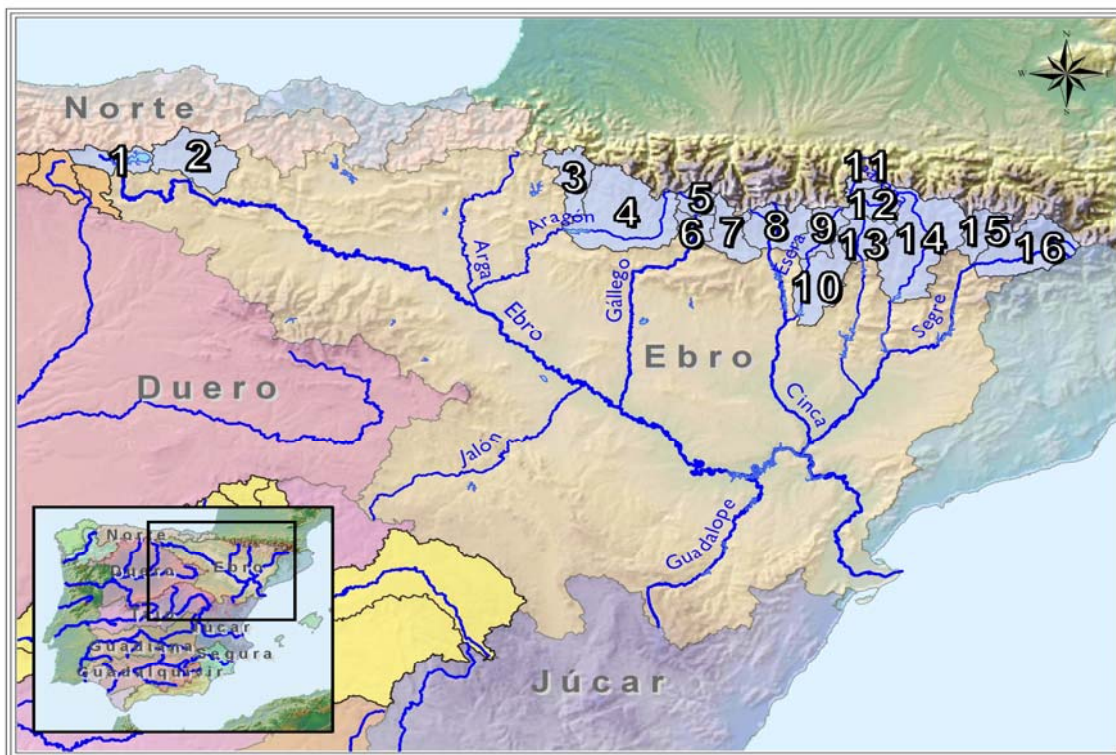 N
W
E
S
Norte
1
2
3
4
5
6
7
8
9
10
11
12
13
14
15
16
Aragón
Arga
Gállego
Esera
Segre
Ebro
Ebro
Duero
Cinca
Jalón
Guadalope
Júcar
Norte
Duero
Ebro
Júcar
Guadiana
Segura
Guadalquivir